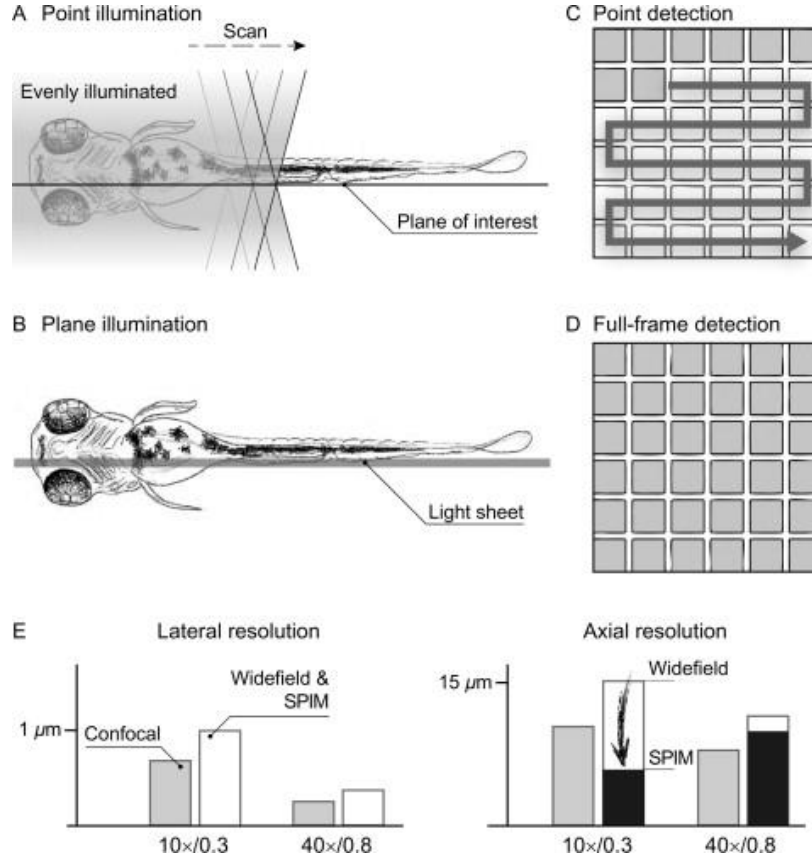 A Point illumination
Scan
Evenly illuminated
Plane of interest
C Point detection
B Plane illumination
Light sheet
D Full-frame detection
E
Lateral resolution
Widefield &
SPIM
1 µm
Confocal
10×/0.3
40×/0.8
Axial resolution
Widefield
15 µm
SPIM
10×/0.3
40×/0.8